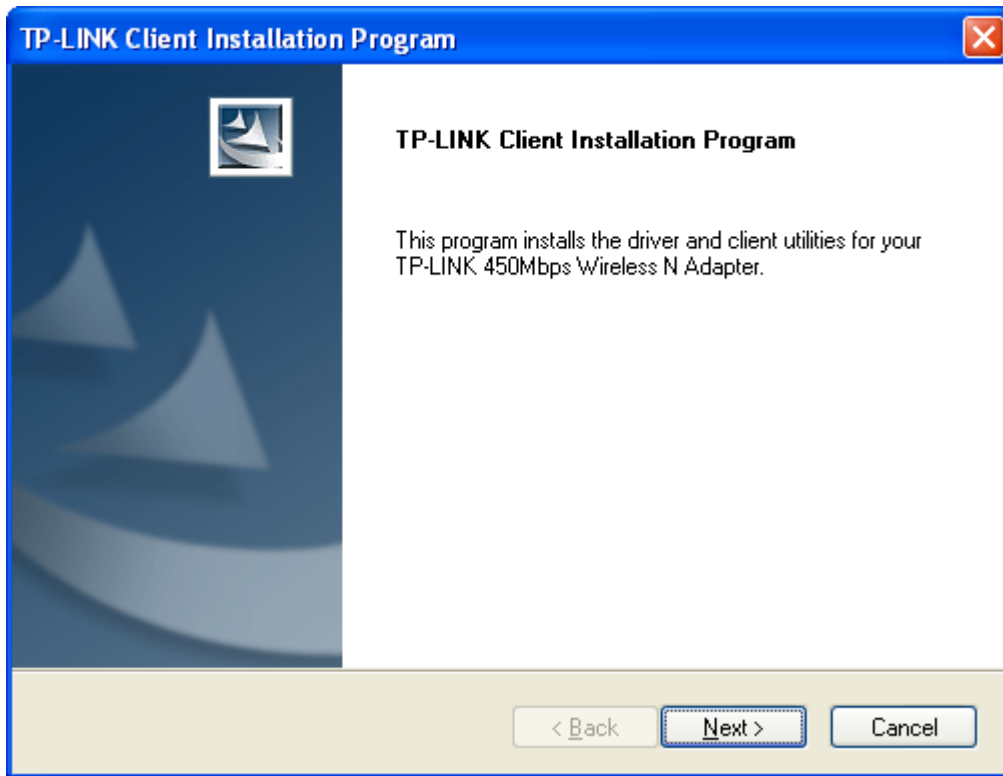 TP-LINK Client Installation Program
TP-LINK Client Installation Program
This program installs the driver and client utilities for your
TP-LINK 450Mbps Wireless N Adapter.
< Back
Next >
Cancel